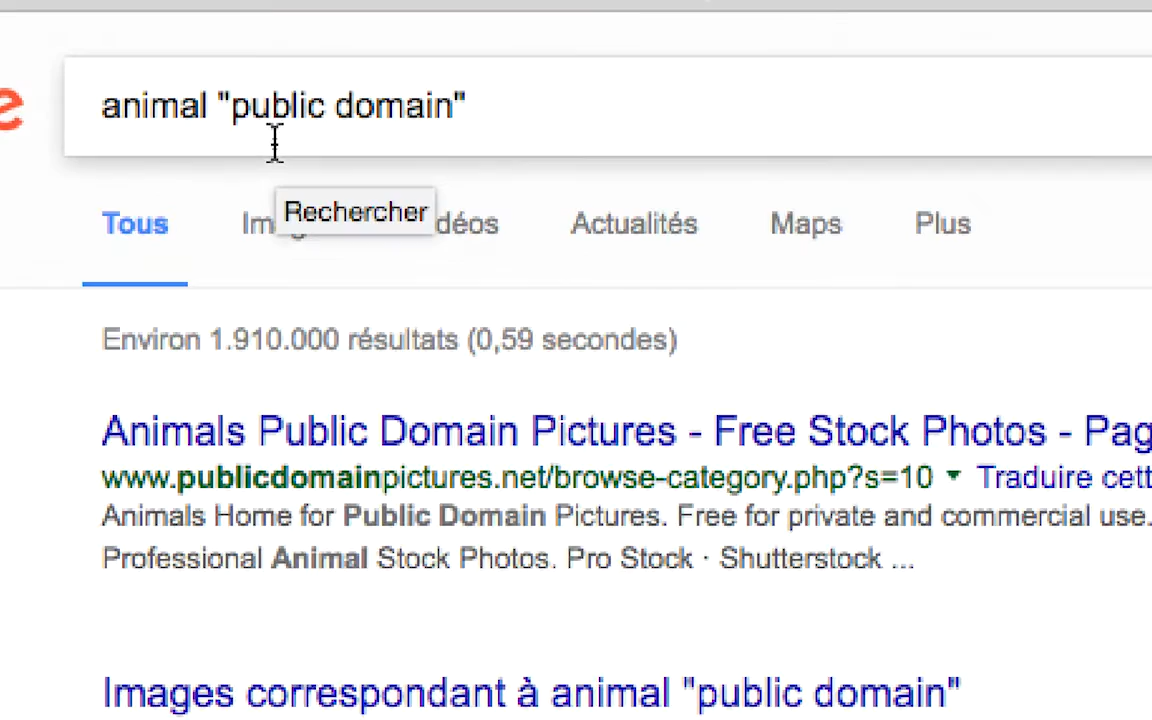 animal "public domain"
Rechercher
Tous Actualités Maps Plus
Environ 1.910.000 résultats (0,59 secondes)
Animals Public Domain Pictures - Free Stock Photos - Pag
www.publicdomainpictures.net/browse-category.php?s=10 Traduire cett
Animals Home for Public Domain Pictures. Free for private and commercial use.
Professional Animal Stock Photos. Pro Stock · Shutterstock ...
Images correspondant à animal "public domain"